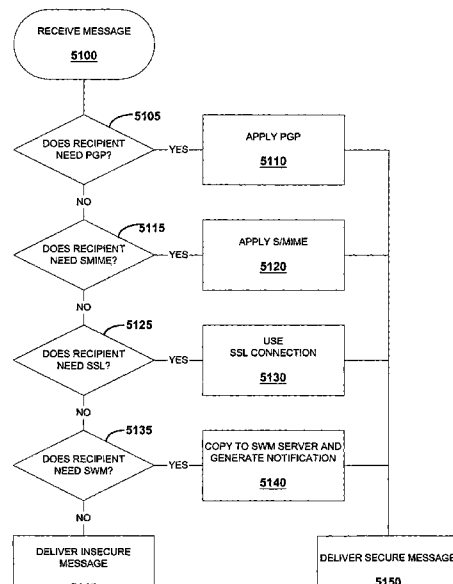 RECEIVE MESSAGE
5100
5105
DOES RECIPIENT
NEED PGP?
YES
APPLY PGP
5110
NO
5115
DOES RECIPIENT
NEED SMIME?
YES
APPLY S/MIME
5120
NO
5125
DOES RECIPIENT
NEED SSL?
YES
USE
SSL CONNECTION
5130
NO
5135
DOES RECIPIENT
NEED SWM?
YES
COPY TO SWM SERVER AND
GENERATE NOTIFICATION
5140
NO
DELIVER INSECURE
MESSAGE
DELIVER SECURE MESSAGE
5150